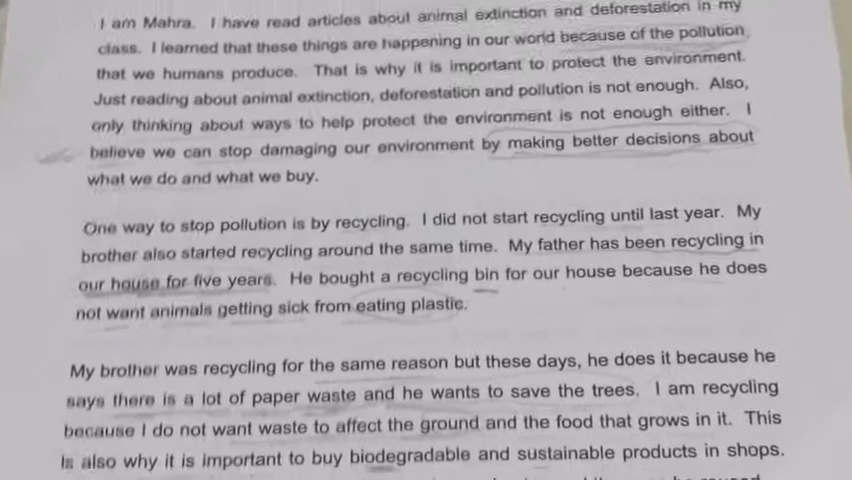 I am Mahra. I have read articles about animal extinction and deforestation in my
class. I learned that these things are happening in our world because of the pollution
that we humans produce. That is why it is important to protect the environment.
Just reading about animal extinction, deforestation and pollution is not enough. Also,
only thinking about ways to help protect the environment is not enough either. I
believe we can stop damaging our environment by making better decisions about
what we do and what we buy.
One way to stop pollution is by recycling. I did not start recycling until last year. My
brother also started recycling around the same time. My father has been recycling in
our house for five years. He bought a recycling bin for our house because he does
not want animals getting sick from eating plastic.
My brother was recycling for the same reason but these days, he does it because he
says there is a lot of paper waste and he wants to save the trees. I am recycling
because I do not want waste to affect the ground and the food that grows in it. This
is also why it is important to buy biodegradable and sustainable products in shops.